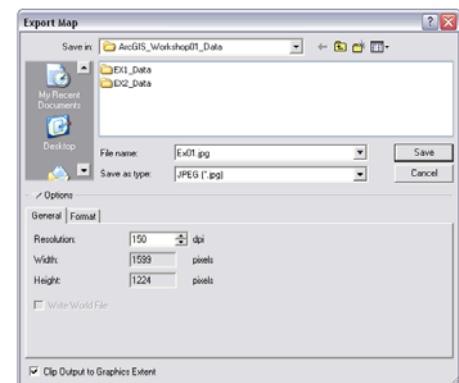 Export Map
Save in: ArcGIS_Workshop01_Data
EX1_Data
EX2_Data
My Recent
Documents
Desktop
File name: Ex01.jpg Save
Save as type: JPEG (*.jpg) Cancel
Options
General Format
Resolution: 150 dpi
Width: 1599 pixels
Height: 1224 pixels
Write World File
Clip Output to Graphics Extent